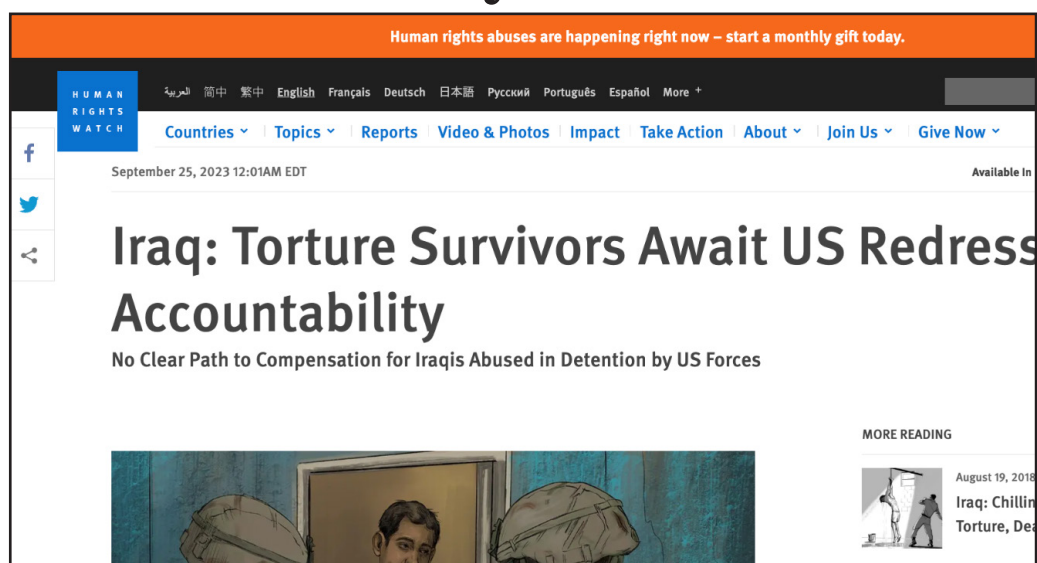 Human rights abuses are happening right now – start a monthly gift today.
HUMAN
RIGHTS
WATCH
العربية 简中 繁中 English Français Deutsch 日本語 Русский Português Español More +
Countries Topics Reports Video & Photos Impact Take Action About Join Us Give Now
September 25, 2023 12:01AM EDT
Available In
Iraq: Torture Survivors Await US Redress
Accountability
No Clear Path to Compensation for Iraqis Abused in Detention by US Forces
MORE READING
August 19, 2018
Iraq: Chillin
Torture, Dea